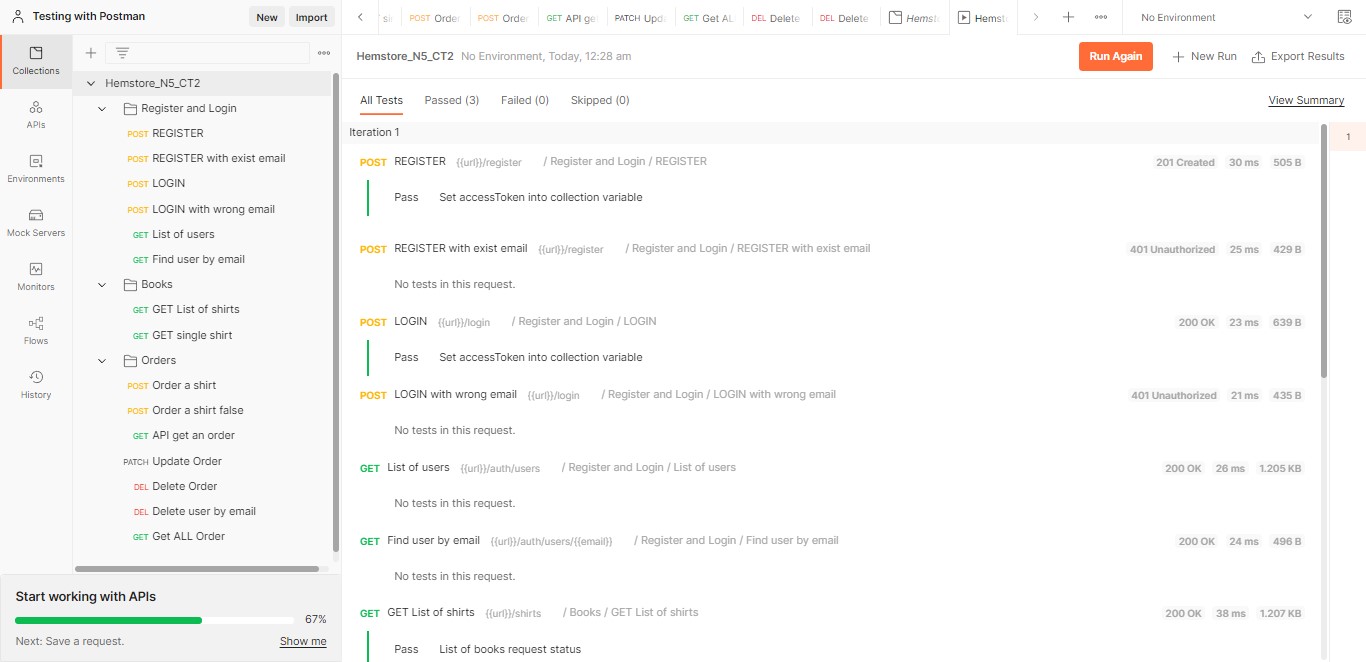 Testing with Postman
New
Import
POST Order
POST Order
GET API ge
PATCH Upd
GET Get AL
DEL Delete
DEL Delete
Hemst
Hemst
No Environment
Collections
APIs
Environments
Mock Servers
Monitors
Flows
History
Hemstore_N5_CT2
Register and Login
POST REGISTER
POST REGISTER with exist email
POST LOGIN
POST LOGIN with wrong email
GET List of users
GET Find user by email
Books
GET GET List of shirts
GET GET single shirt
Orders
POST Order a shirt
POST Order a shirt false
GET API get an order
PATCH Update Order
DEL Delete Order
DEL Delete user by email
GET Get ALL Order
Start working with APIs
67%
Next: Save a request.
Show me
Hemstore_N5_CT2 No Environment, Today, 12:28 am
Run Again
New Run
Export Results
All Tests Passed (3) Failed (0) Skipped (0)
View Summary
Iteration 1
1
POST REGISTER {{url}}/register / Register and Login / REGISTER 201 Created 30 ms 505 B
Pass Set accessToken into collection variable
POST REGISTER with exist email {{url}}/register / Register and Login / REGISTER with exist email 401 Unauthorized 25 ms 429 B
No tests in this request.
POST LOGIN {{url}}/login / Register and Login / LOGIN 200 OK 23 ms 639 B
Pass Set accessToken into collection variable
POST LOGIN with wrong email {{url}}/login / Register and Login / LOGIN with wrong email 401 Unauthorized 21 ms 435 B
No tests in this request.
GET List of users {{url}}/auth/users / Register and Login / List of users 200 OK 26 ms 1.205 KB
No tests in this request.
GET Find user by email {{url}}/auth/users/{{email}} / Register and Login / Find user by email 200 OK 24 ms 496 B
No tests in this request.
GET GET List of shirts {{url}}/shirts / Books / GET List of shirts 200 OK 38 ms 1.207 KB
Pass List of books request status